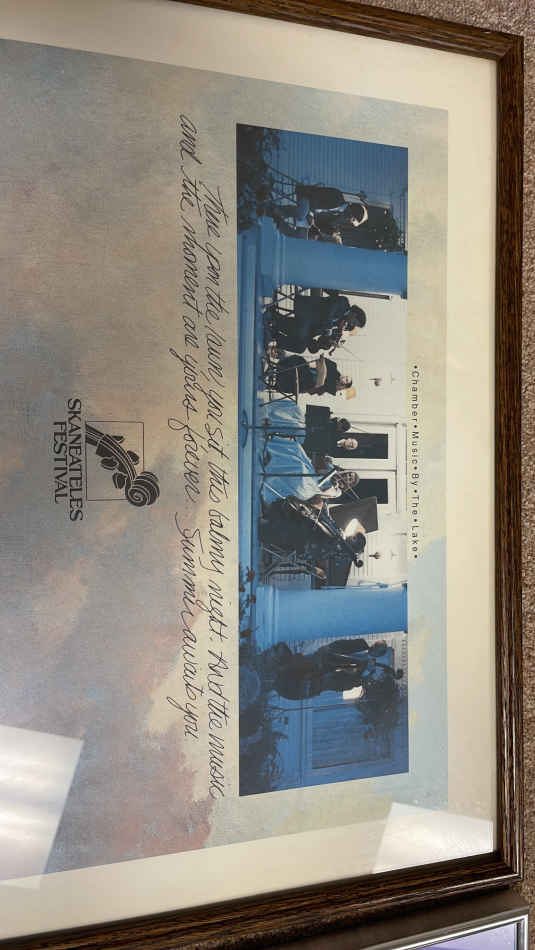 •Chamber•Music•By•The•Lake•
There upon the lawn, you sit this balmy night. And the music
and the moment are yours forever. Summer awaits you.
SKANEATELES
FESTIVAL